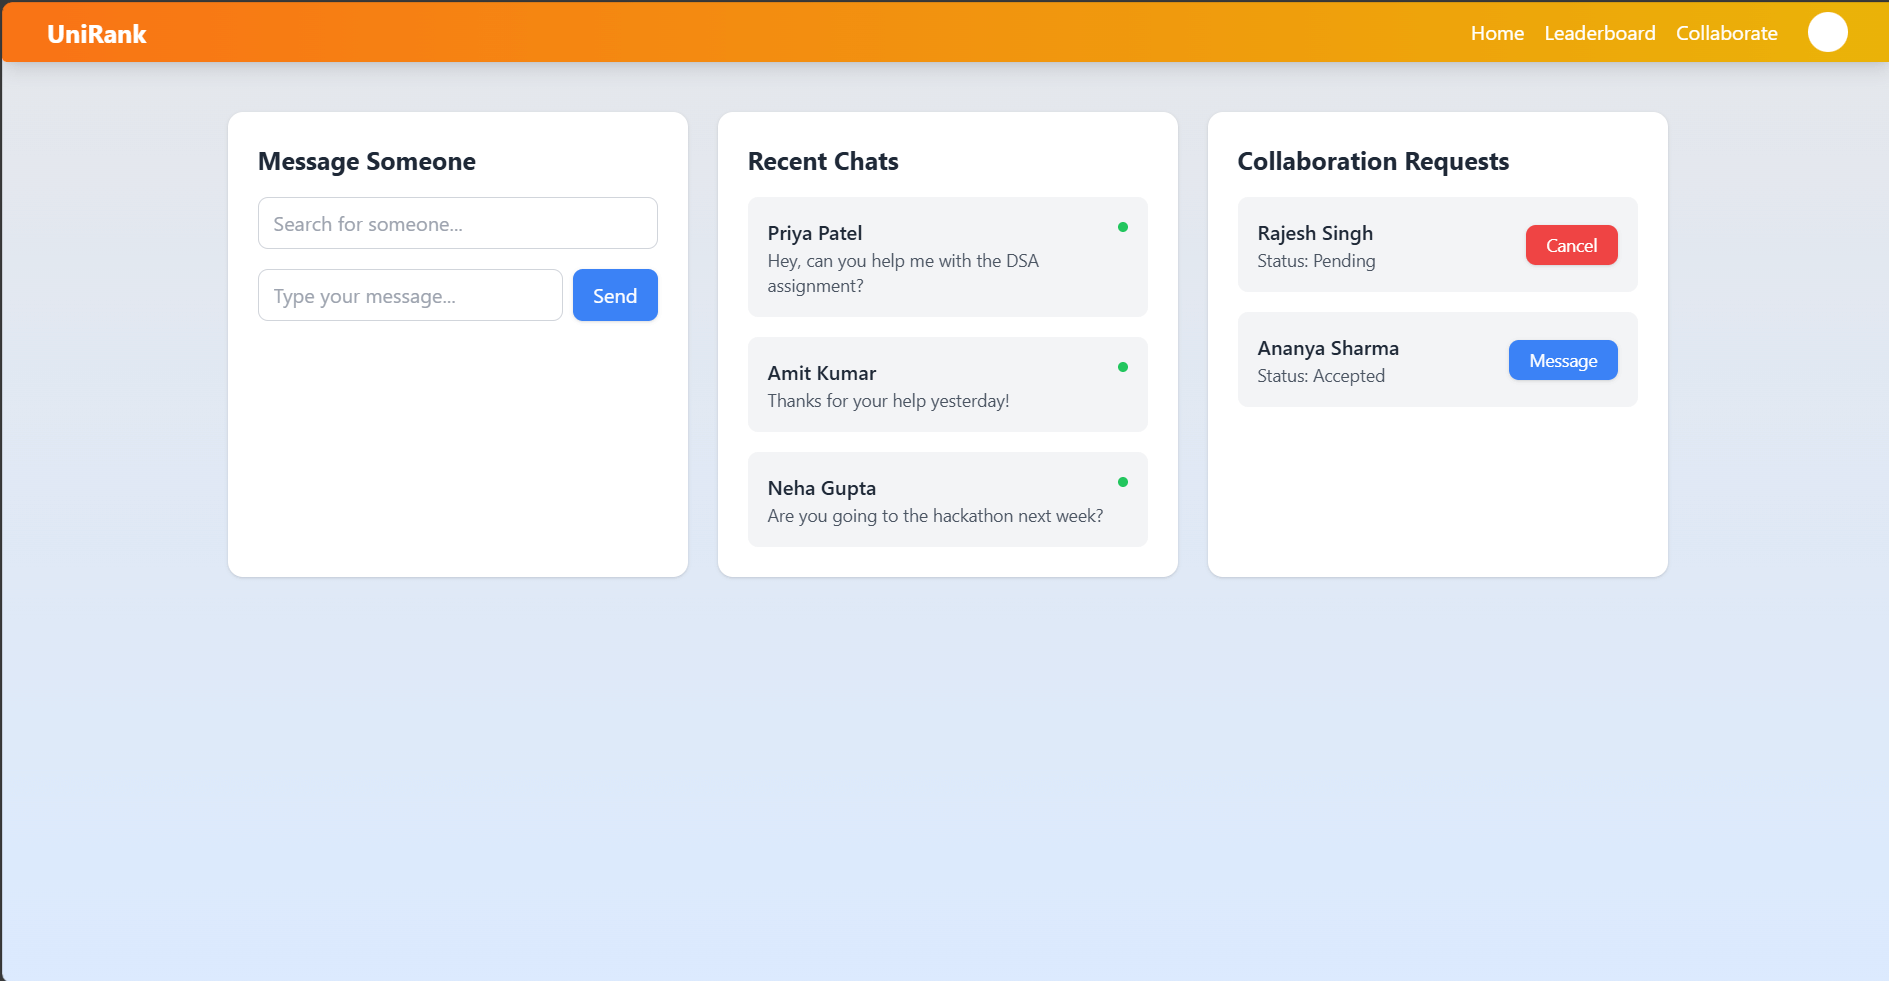 UniRank
Home
Leaderboard
Collaborate
Message Someone
Search for someone...
Type your message...
Send
Recent Chats
Priya Patel
Hey, can you help me with the DSA
assignment?
Amit Kumar
Thanks for your help yesterday!
Neha Gupta
Are you going to the hackathon next week?
Collaboration Requests
Rajesh Singh
Status: Pending
Cancel
Ananya Sharma
Status: Accepted
Message